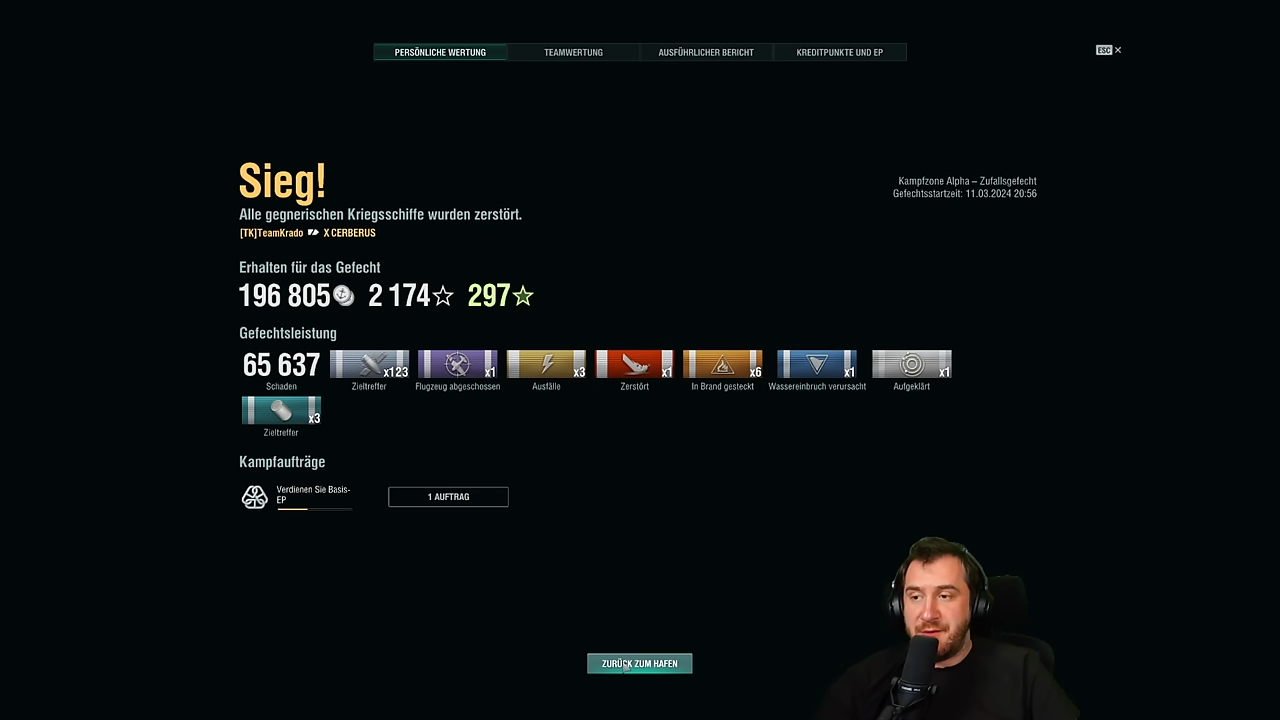 PERSÖNLICHE WERTUNG
TEAMWERTUNG
AUSFÜHRLICHER BERICHT
KREDITPUNKTE UND EP
ESC
Sieg!
Alle gegnerischen Kriegsschiffe wurden zerstört.
[TK]TeamKrado X CERBERUS
Kampfzone Alpha – Zufallsgefecht
Gefechtsstartzeit: 11.03.2024 20:56
Erhalten für das Gefecht
196 805 2 174 297
Gefechtsleistung
65 637 x123 x1 x3 x1 x6 x1 x1
Schaden Zieltreffer Flugzeug abgeschossen Ausfälle Zerstört In Brand gesteckt Wassereinbruch verursacht Aufgeklärt
x3
Zieltreffer
Kampfaufträge
Verdienen Sie Basis-
EP
1 AUFTRAG
ZURÜCK ZUM HAFEN